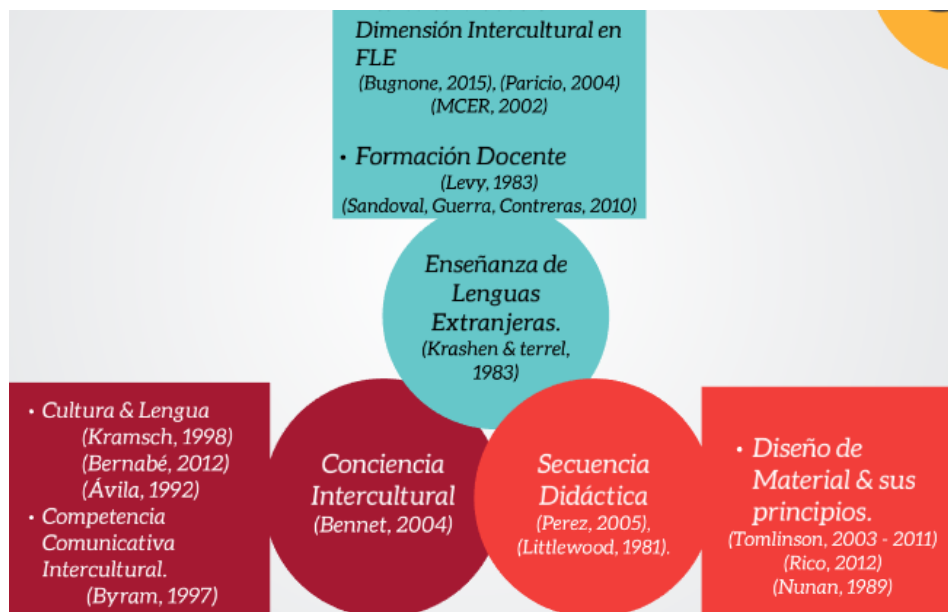 Dimensión Intercultural en
FLE
(Bugnone, 2015), (Paricio, 2004)
(MCER, 2002)
• Formación Docente
(Levy, 1983)
(Sandoval, Guerra, Contreras, 2010)
Enseñanza de
Lenguas
Extranjeras.
(Krashen & terrel,
1983)
• Cultura & Lengua
(Kramsch, 1998)
(Bernabé, 2012)
(Ávila, 1992)
• Competencia
Comunicativa
Intercultural.
(Byram, 1997)
Conciencia
Intercultural
(Bennet, 2004)
Secuencia
Didáctica
(Perez, 2005),
(Littlewood, 1981).
• Diseño de
Material & sus
principios.
(Tomlinson, 2003 - 2011)
(Rico, 2012)
(Nunan, 1989)